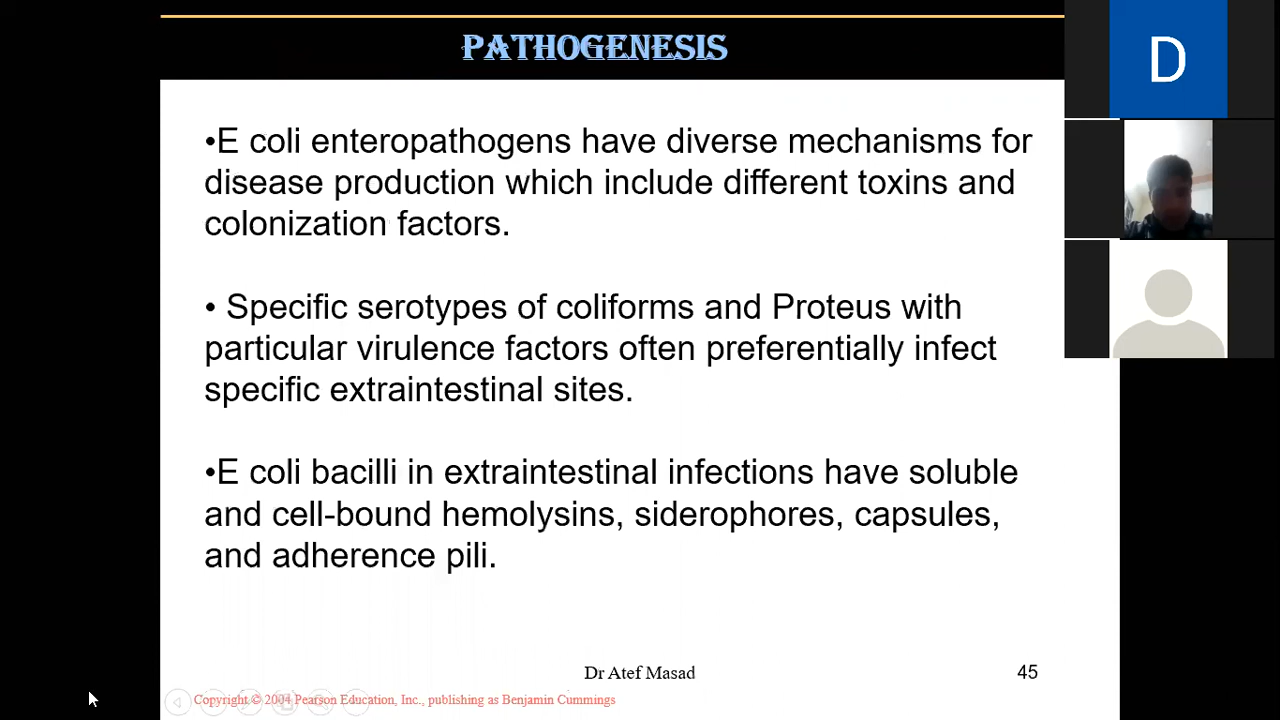 PATHOGENESIS
D
•E coli enteropathogens have diverse mechanisms for
disease production which include different toxins and
colonization factors.
• Specific serotypes of coliforms and Proteus with
particular virulence factors often preferentially infect
specific extraintestinal sites.
•E coli bacilli in extraintestinal infections have soluble
and cell-bound hemolysins, siderophores, capsules,
and adherence pili.
Dr Atef Masad
45
Copyright © 2004 Pearson Education, Inc., publishing as Benjamin Cummings